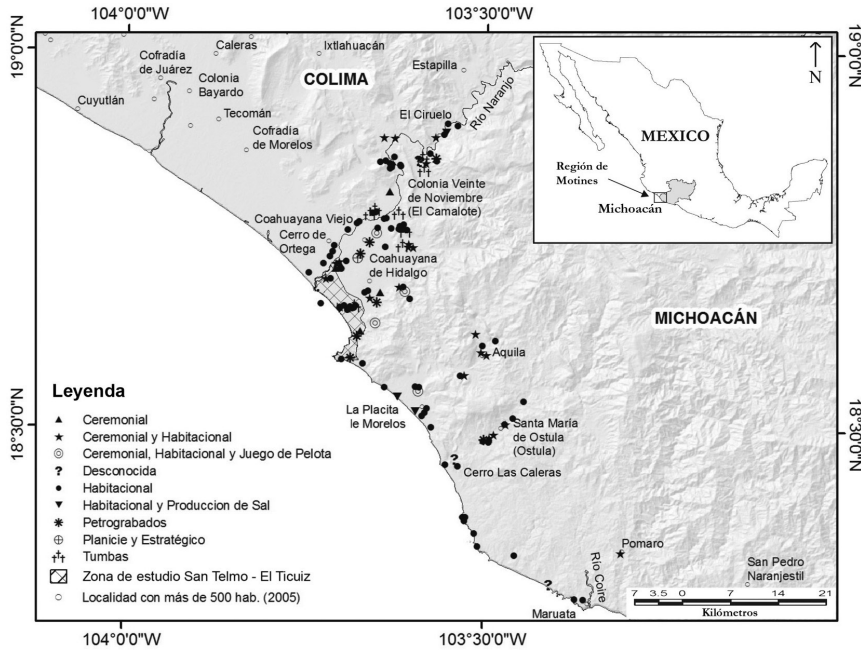 104°0'0"W
103°30'0"W
19°0'0"N
19°0'0"N
Caleras
Ixtlahuacán
Cofradía
de Juárez
COLIMA
Estapilla
Colonia
Bayardo
Cuyutlán
Tecomán
El Ciruelo
Río Naranjo
Cofradía
de Morelos
N
MEXICO
Región de
Motines
Michoacán
Colonia Veinte
de Noviembre
(El Camalote)
Coahuayana Viejo
Cerro de
Ortega
Coahuayana
de Hidalgo
MICHOACÁN
Aquila
La Placita
le Morelos
Santa María
de Ostula
(Ostula)
Cerro Las Caleras
Pomaro
San Pedro
Naranjestil
Río Coire
Maruata
Leyenda
Ceremonial
Ceremonial y Habitacional
Ceremonial, Habitacional y Juego de Pelota
? Desconocida
Habitacional
Habitacional y Produccion de Sal
Petrograbados
Planicie y Estratégico
Tumbas
Zona de estudio San Telmo - El Ticuiz
Localidad con más de 500 hab. (2005)
7 3.5 0 7 14 21
Kilómetros
18°30'0"N
18°30'0"N
104°0'0"W
103°30'0"W